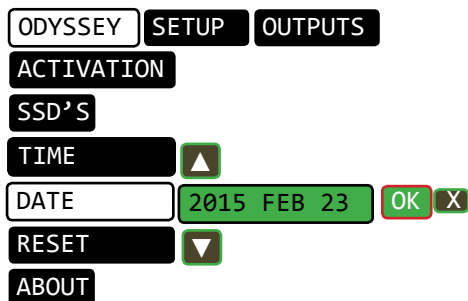 ODYSSEY SETUP OUTPUTS
ACTIVATION
SSD’S
TIME ▲
DATE 2015 FEB 23 OK X
RESET ▼
ABOUT